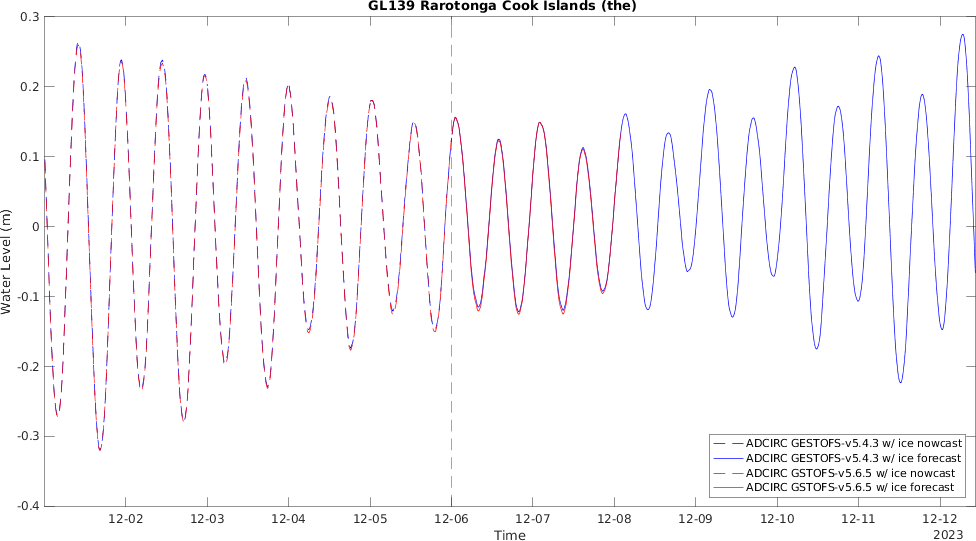 GL139 Rarotonga Cook Islands (the)
0.3
0.2
0.1
0
-0.1
-0.2
-0.3
-0.4
Water Level (m)
ADCIRC GESTOFS-v5.4.3 w/ ice nowcast
ADCIRC GESTOFS-v5.4.3 w/ ice forecast
ADCIRC GSTOFS-v5.6.5 w/ ice nowcast
ADCIRC GSTOFS-v5.6.5 w/ ice forecast
12-02 12-03 12-04 12-05 12-06 12-07 12-08 12-09 12-10 12-11 12-12
2023
Time